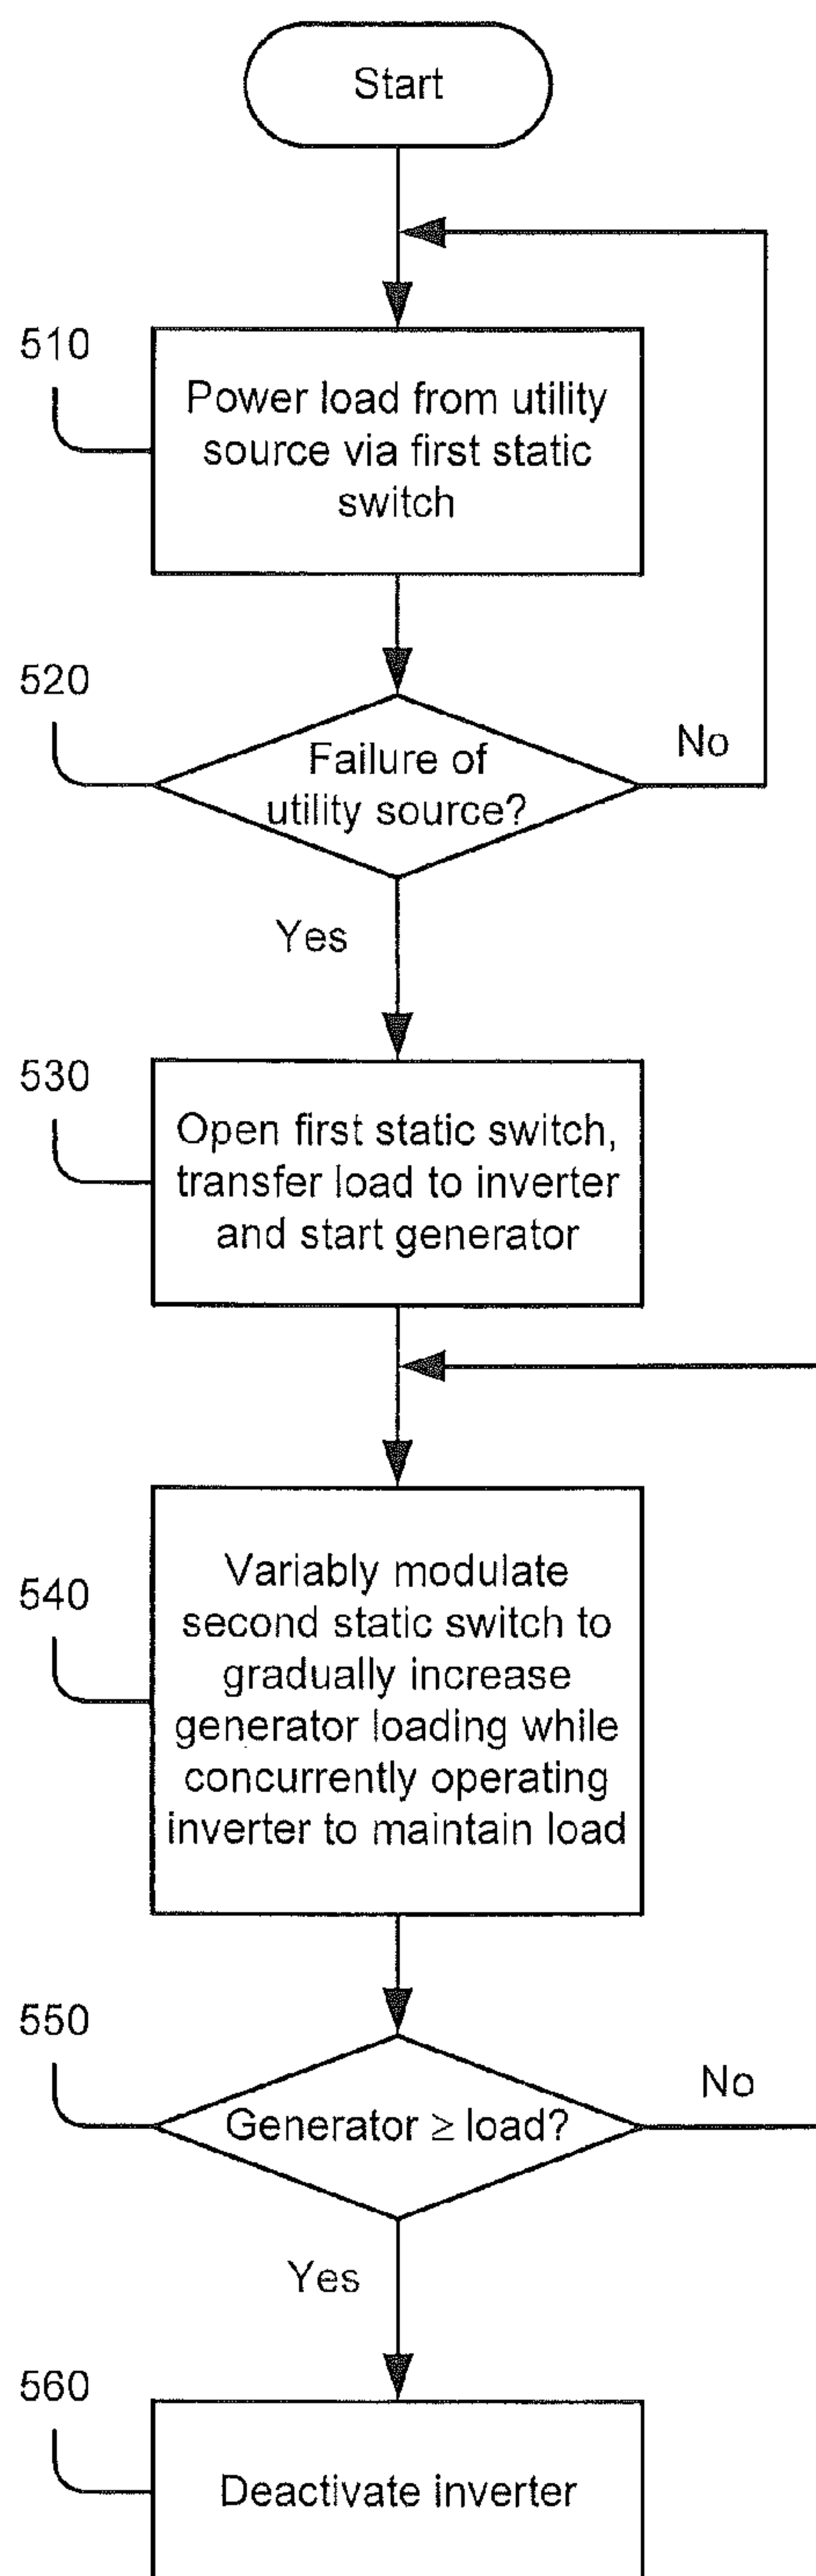 Start
510
Power load from utility
source via first static
switch
520
Failure of
utility source?
No
Yes
530
Open first static switch,
transfer load to inverter
and start generator
540
Variably modulate
second static switch to
gradually increase
generator loading while
concurrently operating
inverter to maintain load
550
Generator ≥ load?
No
Yes
560
Deactivate inverter